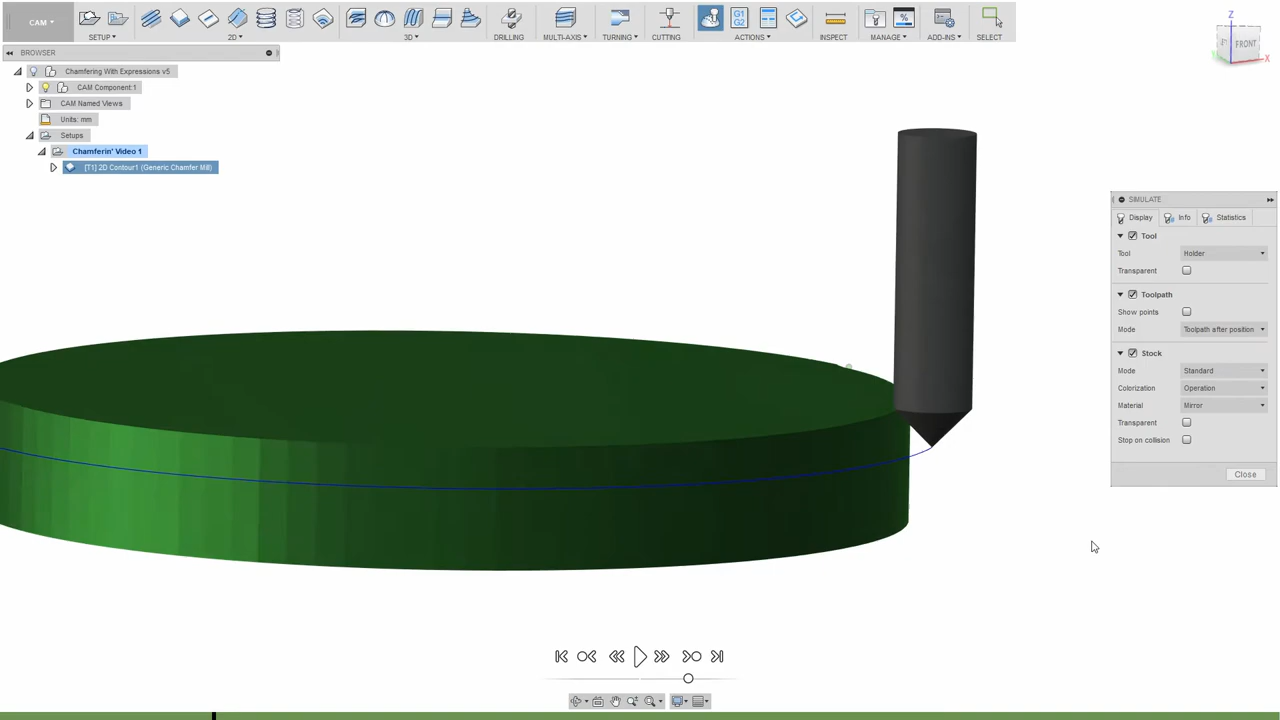 CAM
SETUP
2D
3D
DRILLING
MULTI-AXIS
TURNING
CUTTING
G1
G2
ACTIONS
INSPECT
MANAGE
ADD-INS
SELECT
BROWSER
Chamfering With Expressions v5
CAM Component:1
CAM Named Views
Units: mm
Setups
Chamferin' Video 1
[T1] 2D Contour1 (Generic Chamfer Mill)
Z
FRONT
X
SIMULATE
Display
Info
Statistics
Tool
Tool Holder
Transparent
Toolpath
Show points
Mode Toolpath after position
Stock
Mode Standard
Colorization Operation
Material Mirror
Transparent
Stop on collision
Close